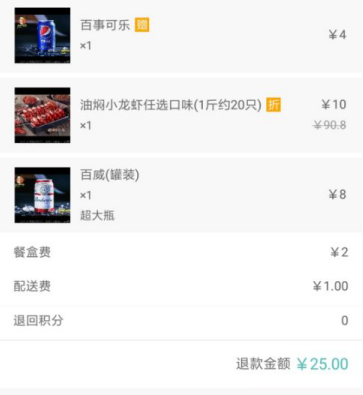 百事可乐 赠
¥4
×1
油焖小龙虾任选口味(1斤约20只) 折
¥10
×1
¥90.8
百威(罐装)
×1
¥8
超大瓶
餐盒费
¥2
配送费
¥1.00
退回积分
0
退款金额 ¥25.00